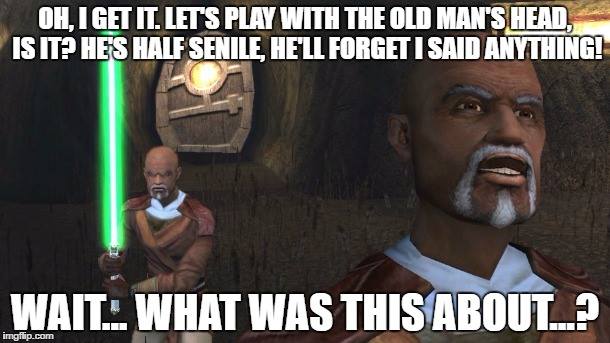 OH, I GET IT. LET'S PLAY WITH THE OLD MAN'S HEAD,
IS IT? HE'S HALF SENILE, HE'LL FORGET I SAID ANYTHING!
WAIT... WHAT WAS THIS ABOUT...?
imgflip.com